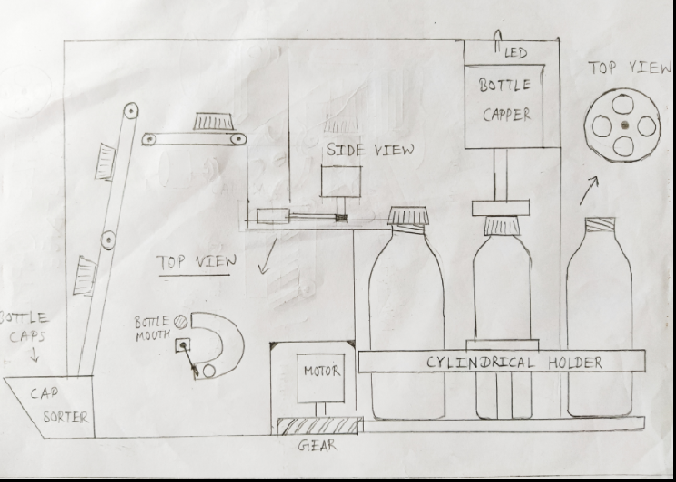 LED
BOTTLE
CAPPER
TOP VIEW
SIDE VIEW
TOP VIEW
BOTTLE
MOUTH
BOTTLE
CAPS
CAP
SORTER
MOTOR
GEAR
CYLINDRICAL HOLDER